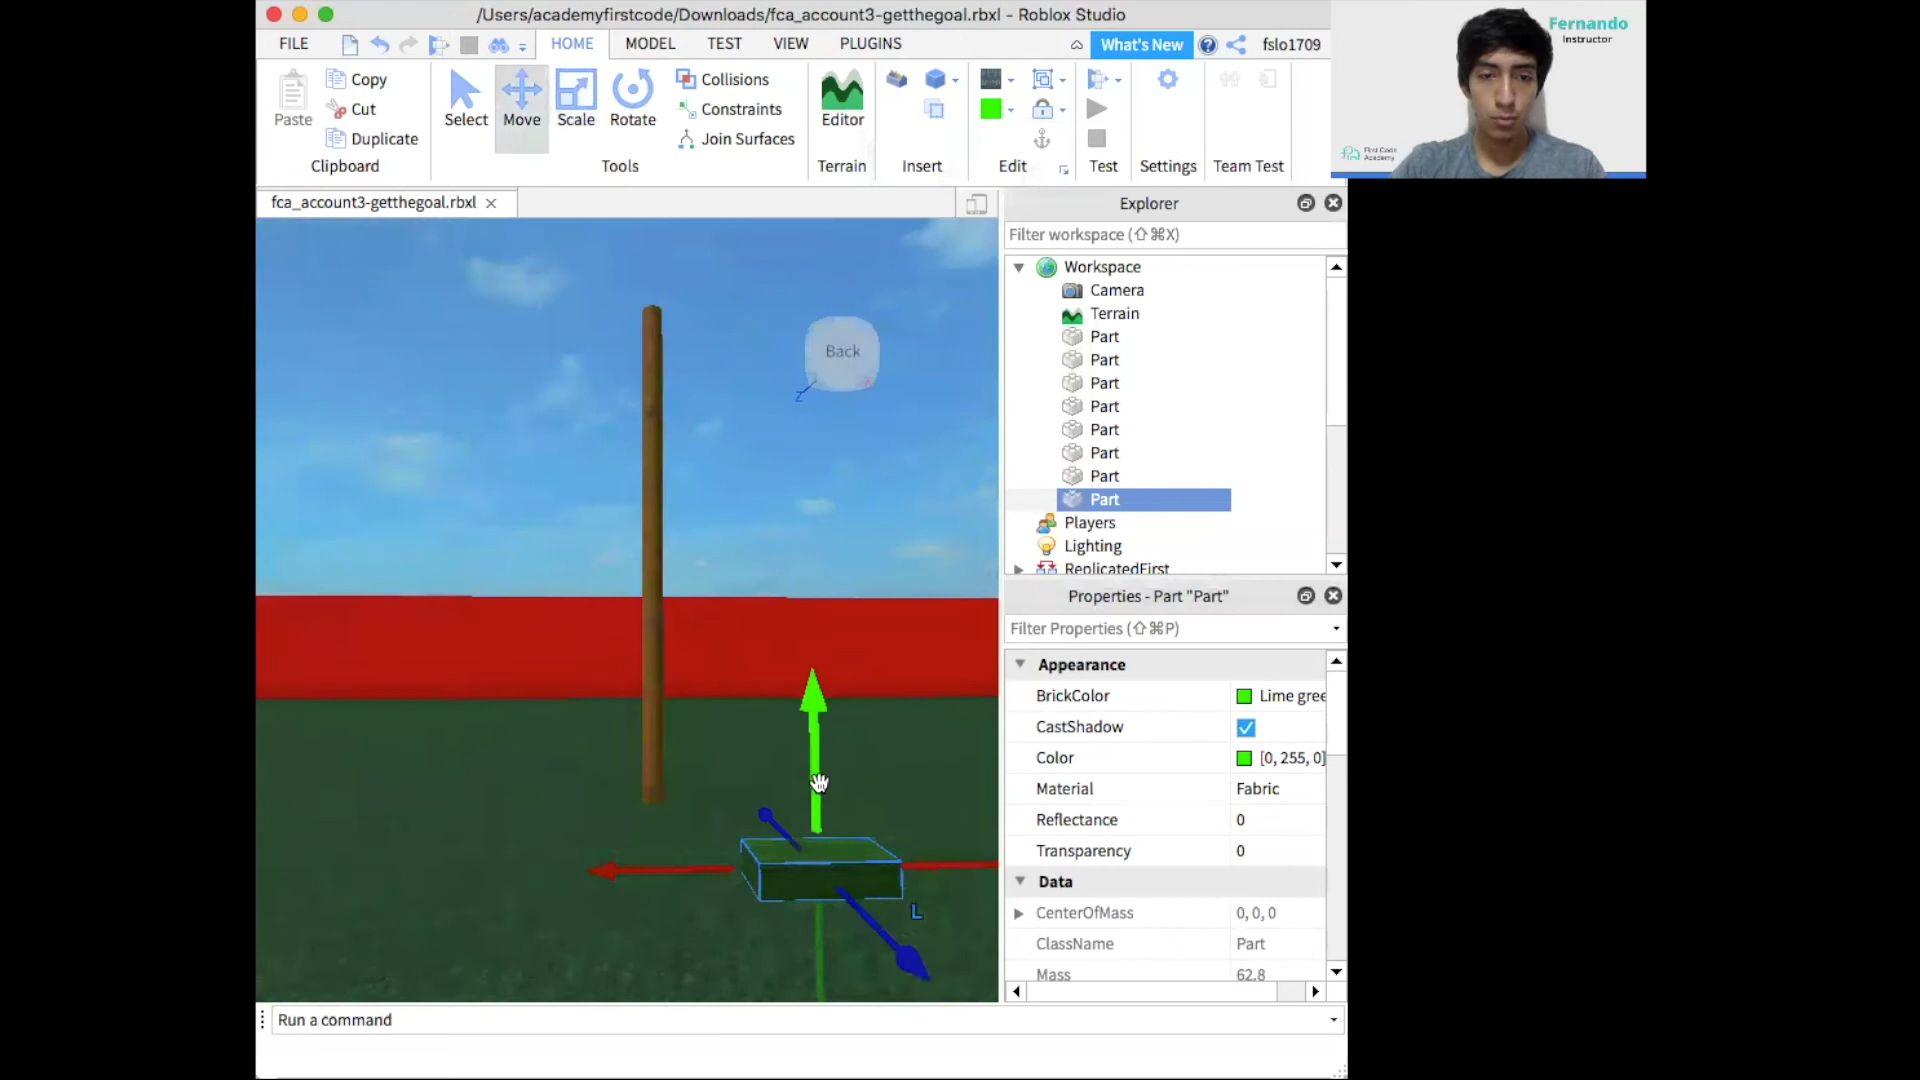 /Users/academyfirstcode/Downloads/fca_account3-getthegoal.rbxl - Roblox Studio
Fernando
Instructor
First Code
Academy
FILE HOME MODEL TEST VIEW PLUGINS What's New fslo1709
Paste Copy Cut Duplicate
Clipboard
Select Move Scale Rotate Collisions Constraints Join Surfaces
Tools
Editor
Terrain
Insert
Edit
Test
Settings
Team Test
fca_account3-getthegoal.rbxl
Back
Z
L
Explorer
Filter workspace (⇧⌘X)
Workspace
Camera
Terrain
Part
Part
Part
Part
Part
Part
Part
Part
Players
Lighting
ReplicatedFirst
Properties - Part "Part"
Filter Properties (⇧⌘P)
Appearance
BrickColor Lime gree
CastShadow
Color [0, 255, 0]
Material Fabric
Reflectance 0
Transparency 0
Data
CenterOfMass 0, 0, 0
ClassName Part
Mass 62.8
Run a command